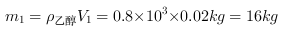 m₁ = ρ乙醇V₁ = 0.8×10³×0.02kg = 16kg